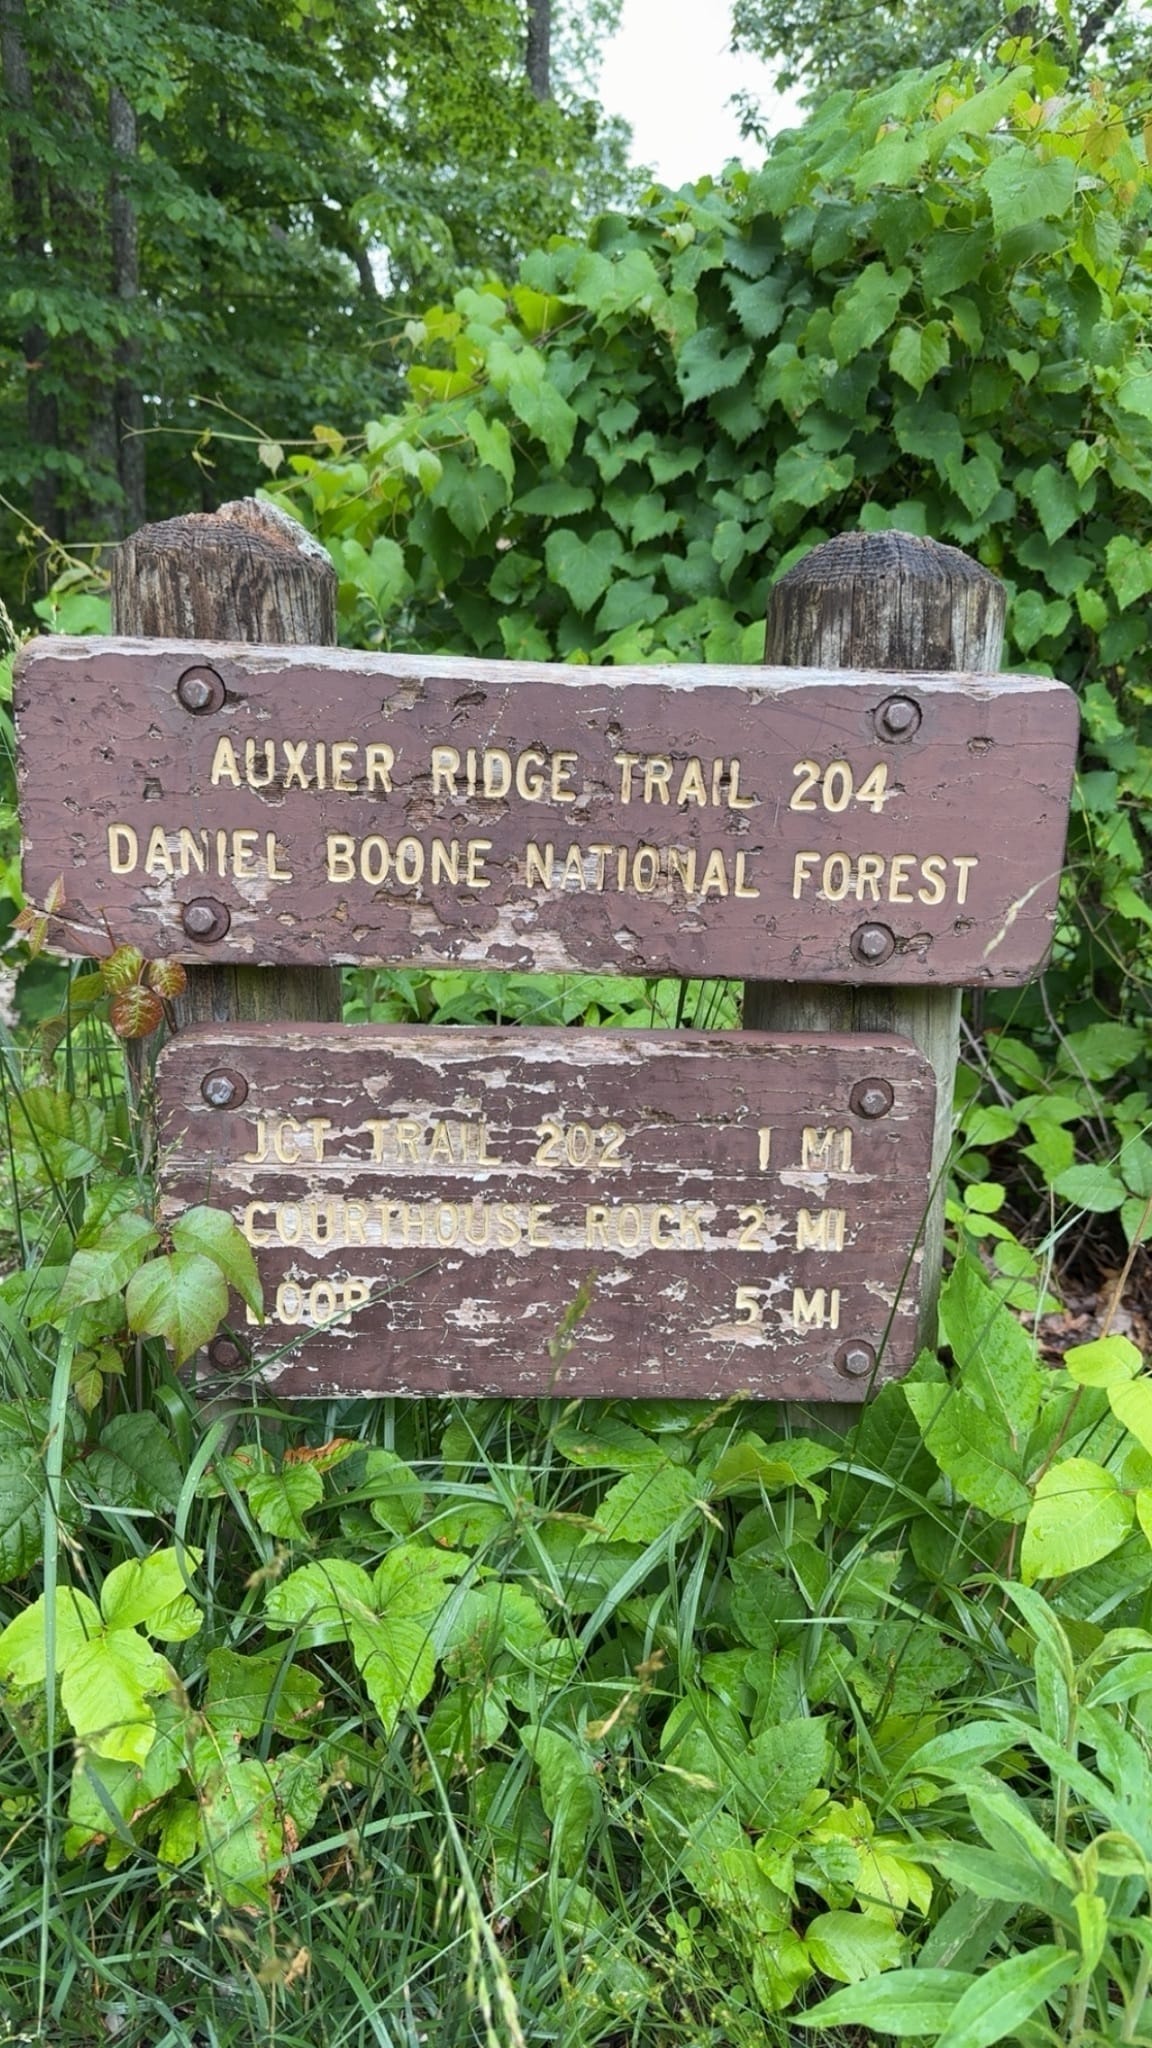 AUXIER RIDGE TRAIL 204
DANIEL BOONE NATIONAL FOREST
JCT TRAIL 202 1 MI
COURTHOUSE ROCK 2 MI
LOOP 5 MI